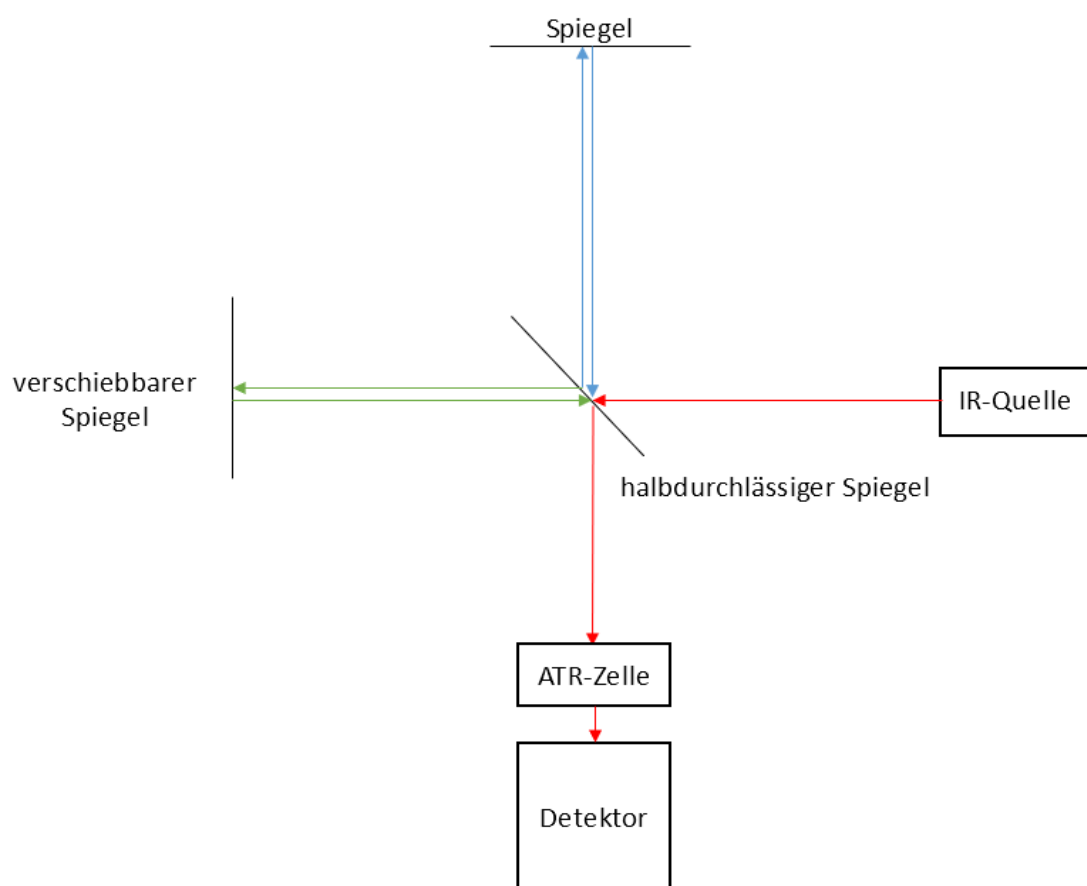 Spiegel
verschiebbarer
Spiegel
IR-Quelle
halbdurchlässiger Spiegel
ATR-Zelle
Detektor